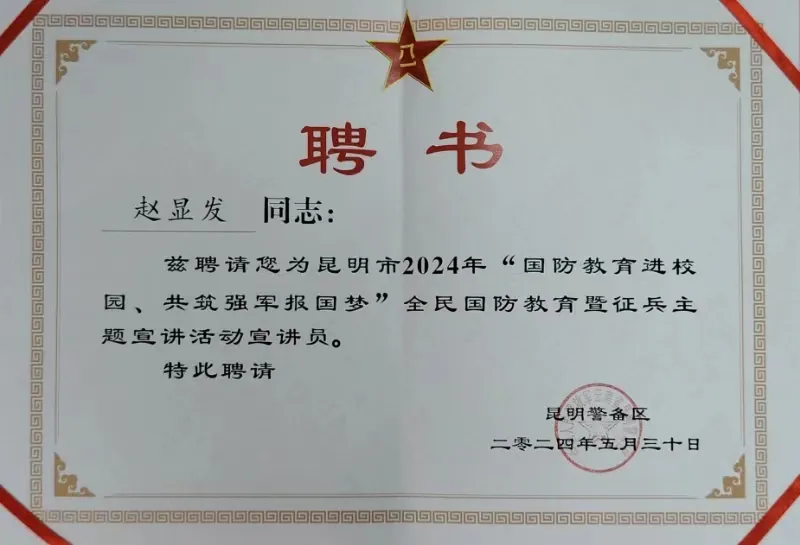 八一
聘书
赵显发 同志：
兹聘请您为昆明市2024年“国防教育进校
园、共筑强军报国梦”全民国防教育暨征兵主
题宣讲活动宣讲员。
特此聘请
昆明警备区
二零二四年五月三十日